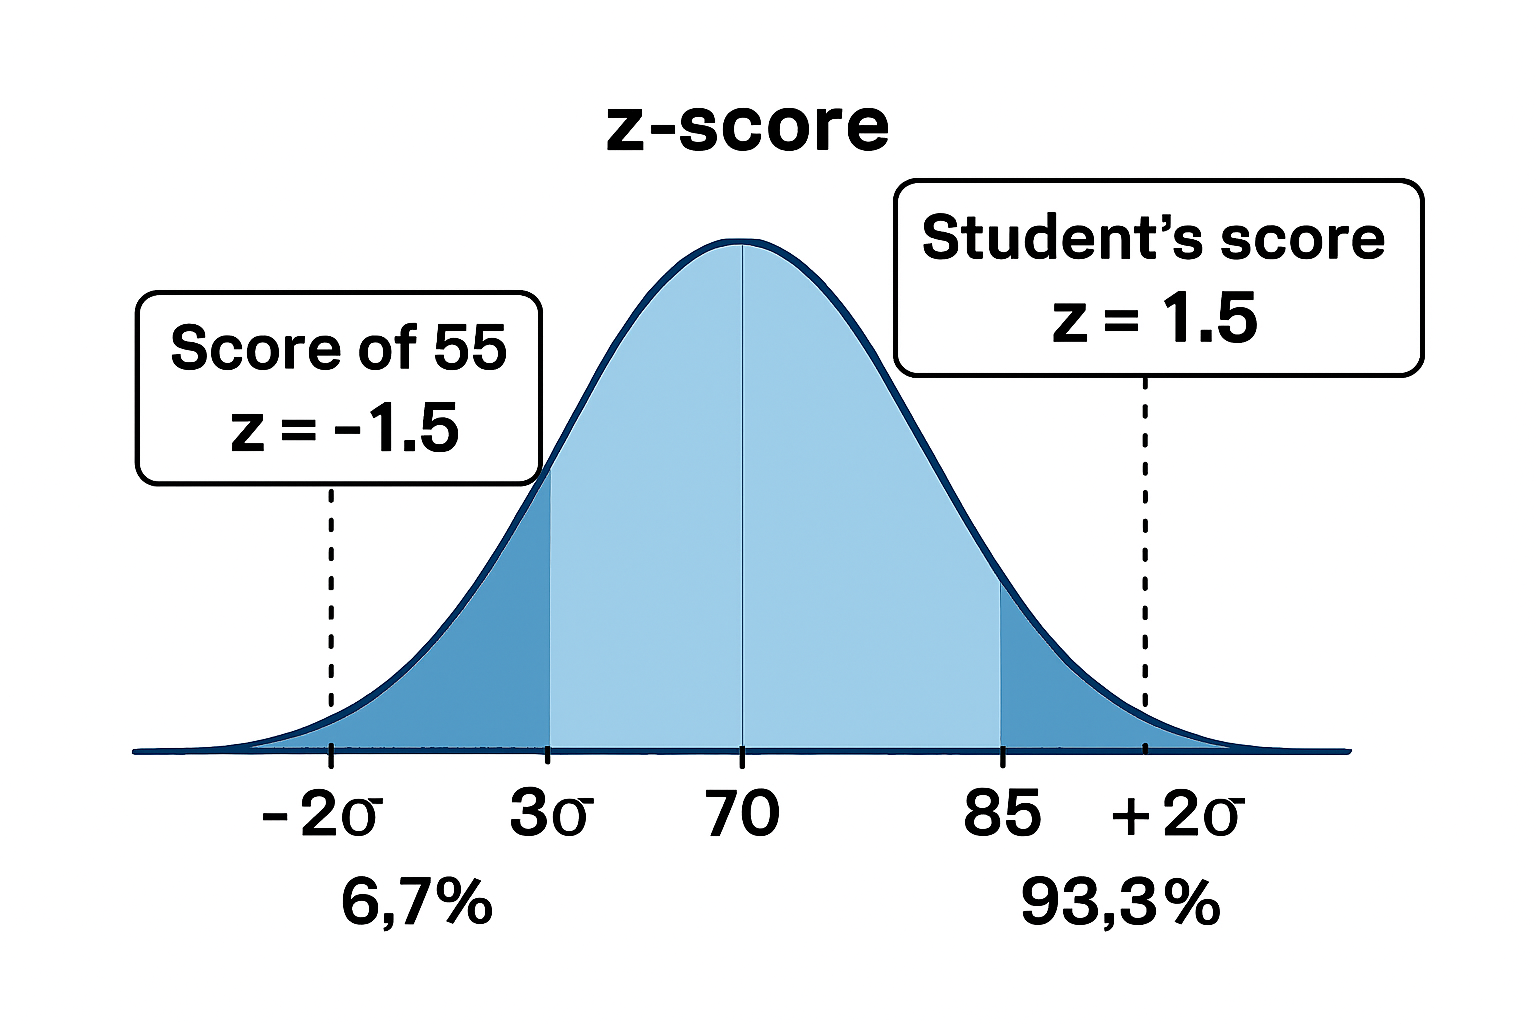 z-score
Student’s score
z = 1.5
Score of 55
z = -1.5
-2σ 3σ 70 85 +2σ
6,7% 93,3%